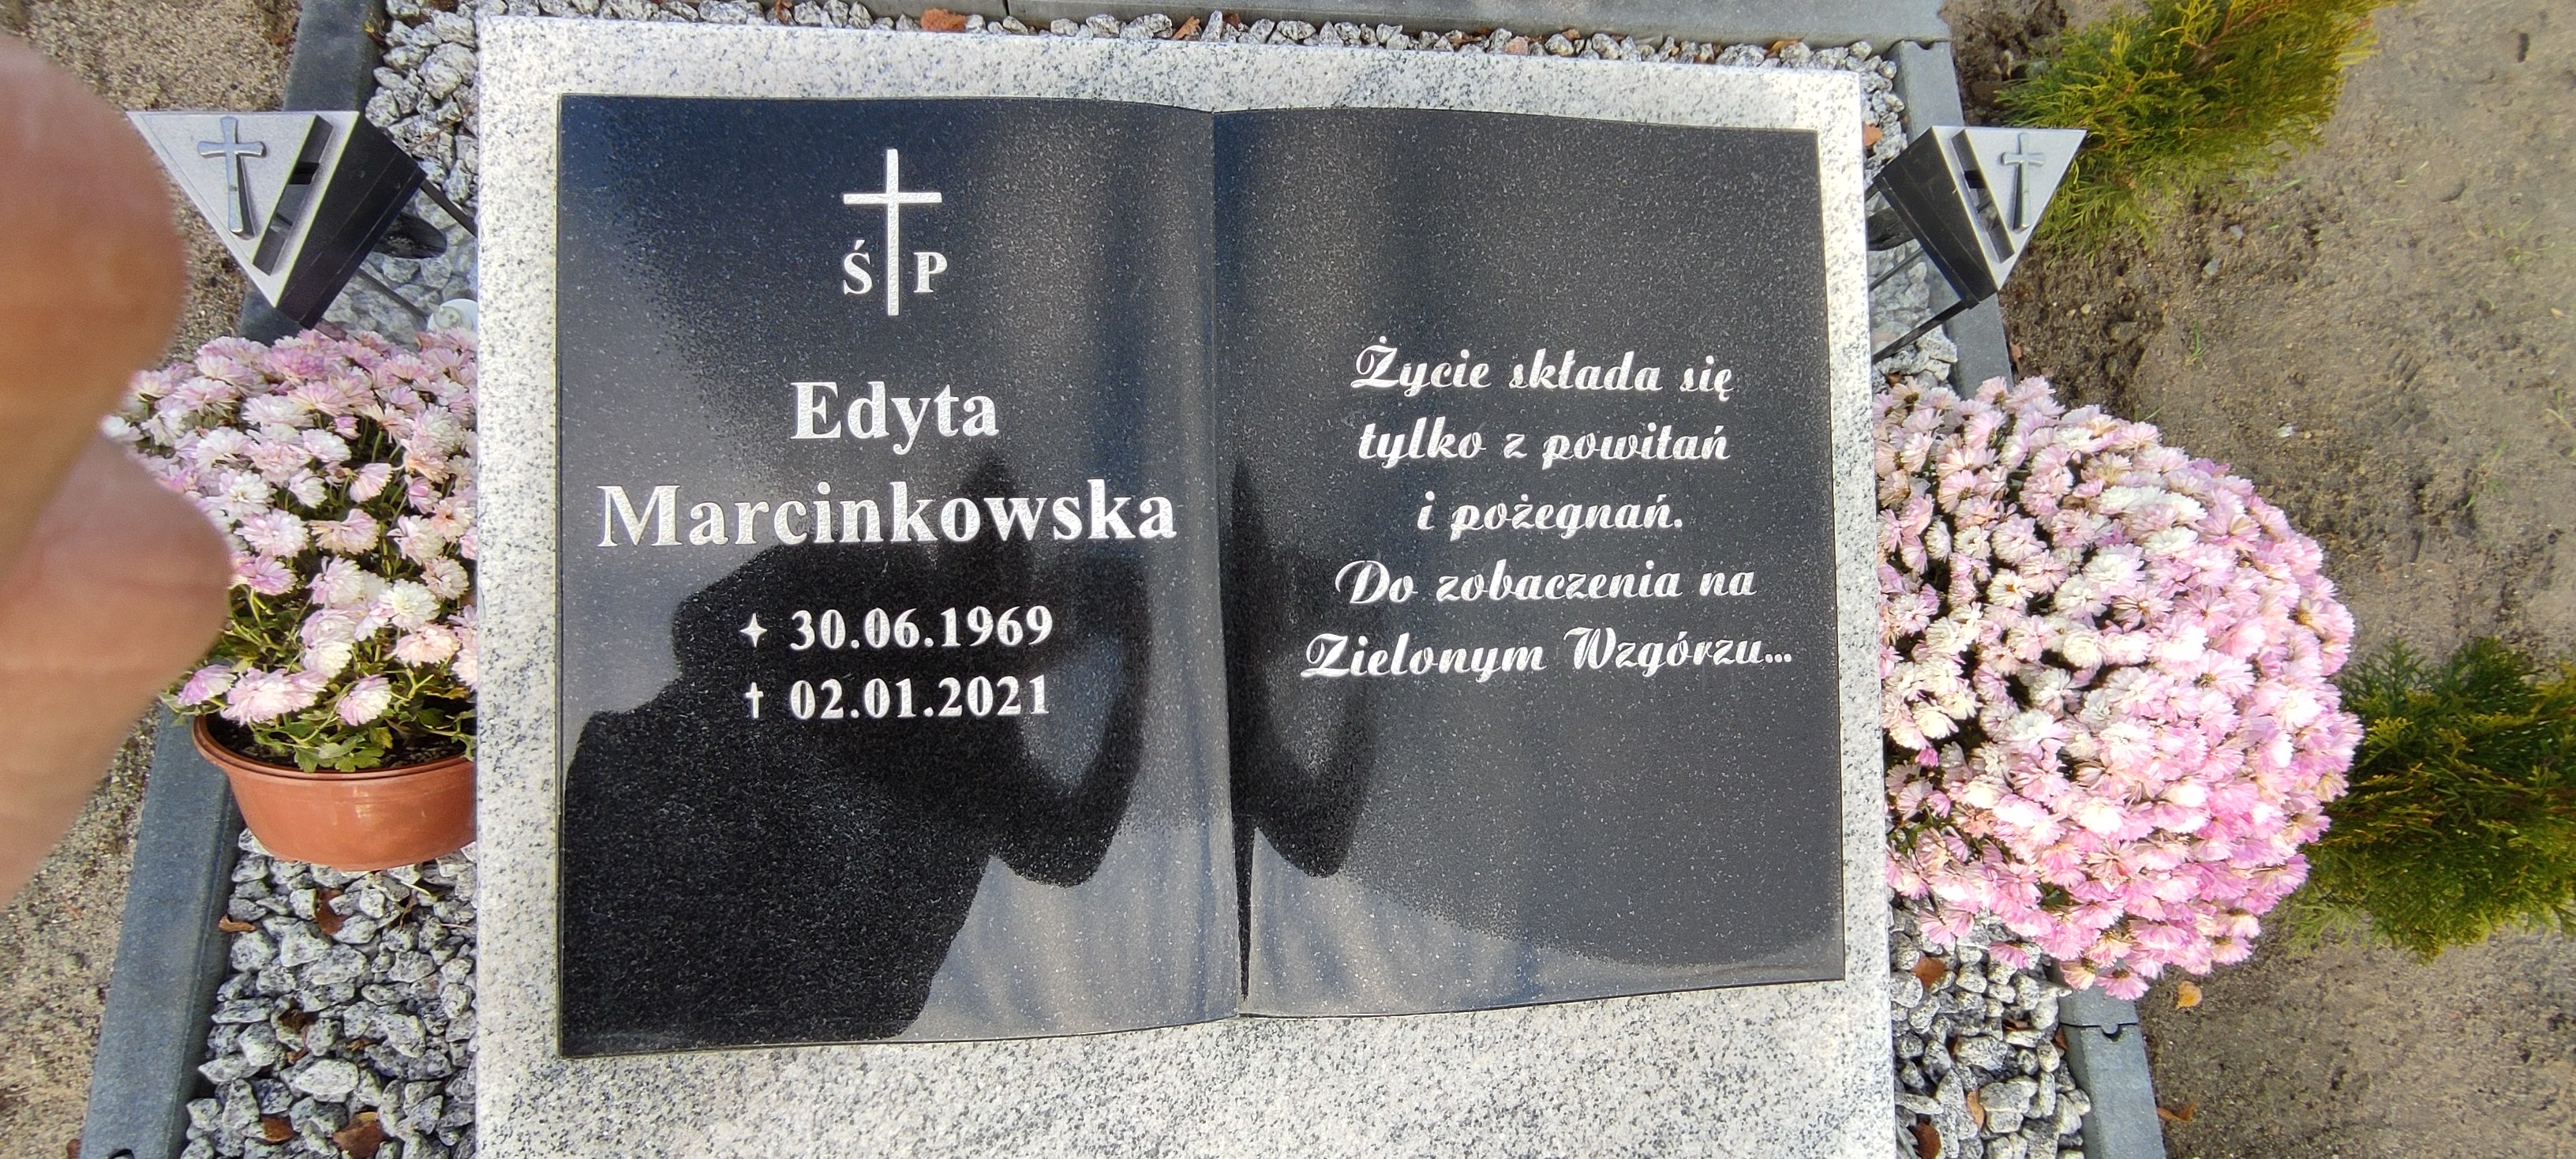 Ś P
Edyta
Marcinkowska
30.06.1969
† 02.01.2021
Życie składa się
tylko z powitań
i pożegnań.
Do zobaczenia na
Zielonym Wzgórzu...